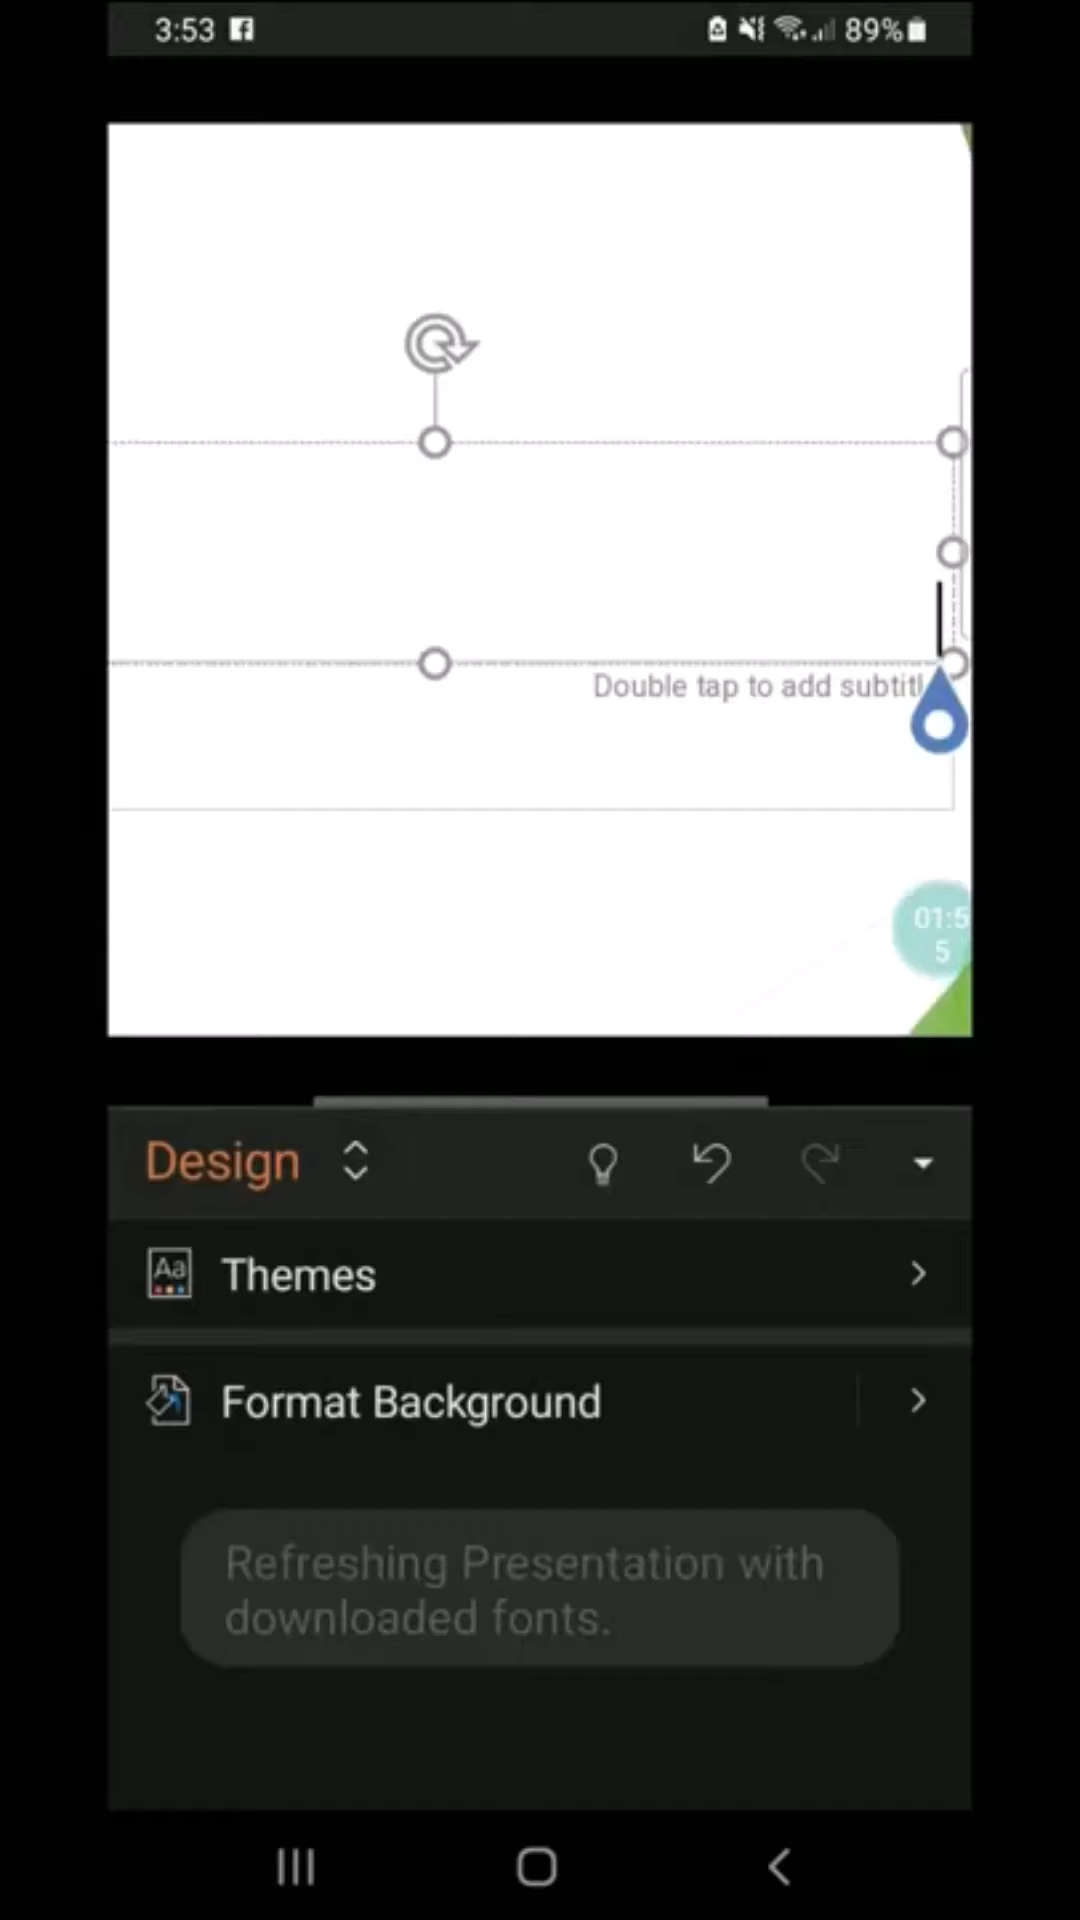 3:53 89%
Double tap to add subtitl
01:5
5
Design
Aa Themes
Format Background
Refreshing Presentation with
downloaded fonts.